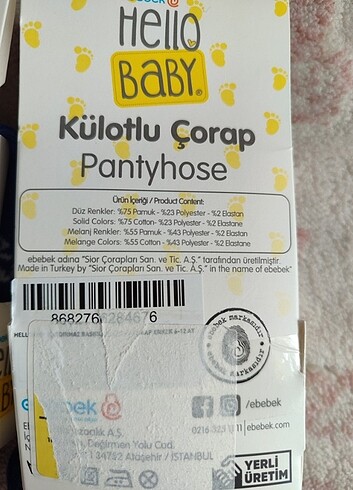 Hello
BABY®
Külotlu Çorap
Pantyhose
Ürün İçeriği / Product Content:
Düz Renkler: %75 Pamuk - %23 Polyester - %2 Elastan
Solid Colors: %75 Cotton- %23 Polyester - %2 Elastane
Melanj Renkler: %55 Pamuk - %43 Polyester - %2 Elastan
Melange Colors: %55 Cotton - %43 Polyester - %2 Elastane
ebebek adına "Sior Çorapları San. ve Tic. A.Ş." tarafından üretilmiştir.
Made in Turkey by "Sior Çorapları San. ve Tic. A.Ş." in the name of ebebek"
ebebek markasıdır
ebebek markasıdır
/ebebek
ebebek.com
Değirmen Yolu Cad.
34752 Ataşehir / İSTANBUL
YERLİ
ÜRETİM